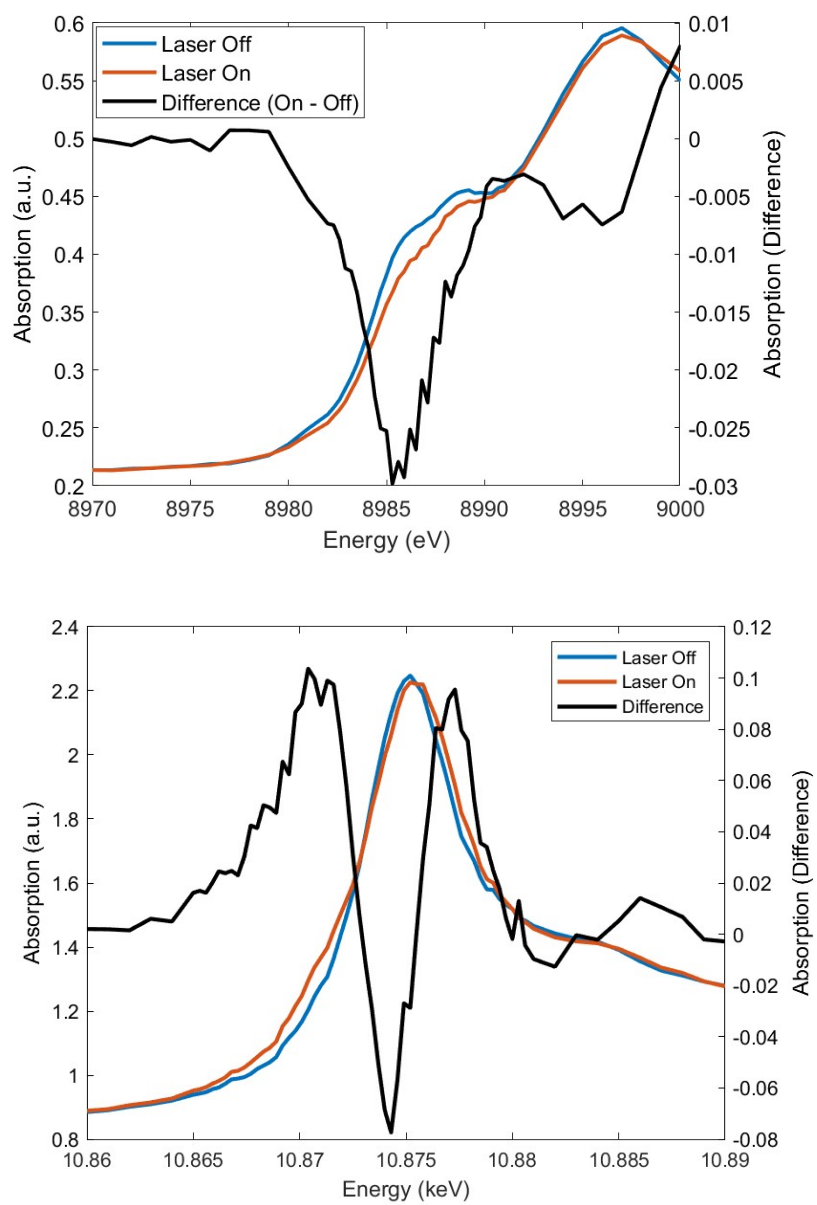 Laser Off
Laser On
Difference (On - Off)
Absorption (a.u.)
0.6
0.55
0.5
0.45
0.4
0.35
0.3
0.25
0.2
0.01
0.005
0
-0.005
-0.01
-0.015
-0.02
-0.025
-0.03
Absorption (Difference)
8970 8975 8980 8985 8990 8995 9000
Energy (eV)
Laser Off
Laser On
Difference
Absorption (a.u.)
2.4
2.2
2
1.8
1.6
1.4
1.2
1
0.8
0.12
0.1
0.08
0.06
0.04
0.02
0
-0.02
-0.04
-0.06
-0.08
Absorption (Difference)
10.86 10.865 10.87 10.875 10.88 10.885 10.89
Energy (keV)